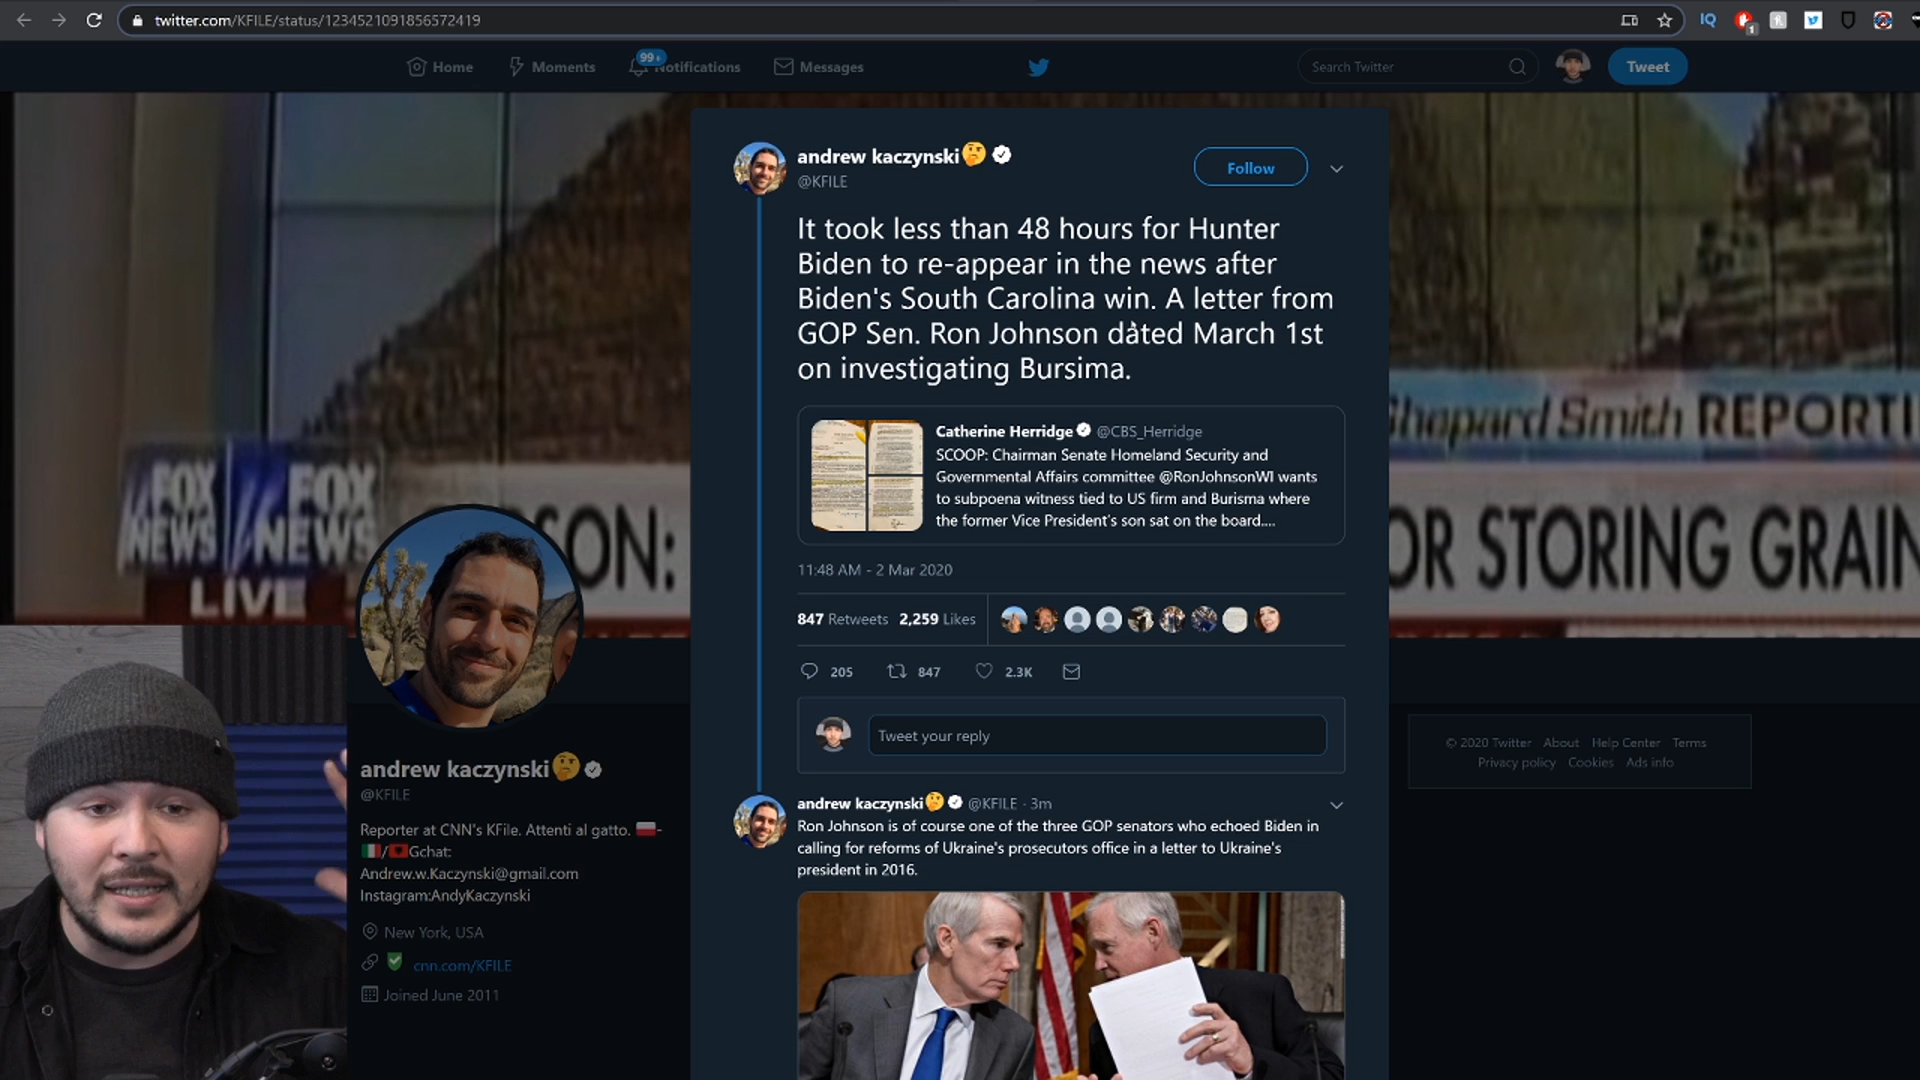 twitter.com/KFILE/status/1234521091856572419
IQ
1
Home
Moments
99+
Notifications
Messages
Search Twitter
Tweet
andrew kaczynski🤔
@KFILE
Follow
It took less than 48 hours for Hunter
Biden to re-appear in the news after
Biden's South Carolina win. A letter from
GOP Sen. Ron Johnson dated March 1st
on investigating Bursima.
Catherine Herridge @CBS_Herridge
SCOOP: Chairman Senate Homeland Security and
Governmental Affairs committee @RonJohnsonWI wants
to subpoena witness tied to US firm and Burisma where
the former Vice President's son sat on the board....
11:48 AM - 2 Mar 2020
847 Retweets 2,259 Likes
205 847 2.3K
Tweet your reply
andrew kaczynski🤔 @KFILE · 3m
Ron Johnson is of course one of the three GOP senators who echoed Biden in
calling for reforms of Ukraine's prosecutors office in a letter to Ukraine's
president in 2016.
FOX NEWS
FOX NEWS
LIVE
SON:
Shepard Smith REPORTI
OR STORING GRAIN
andrew kaczynski🤔
@KFILE
Reporter at CNN's KFile. Attenti al gatto. 🇵🇱-
🇮🇹/🇦🇱Gchat:
Andrew.w.Kaczynski@gmail.com
Instagram:AndyKaczynski
New York, USA
cnn.com/KFILE
Joined June 2011
© 2020 Twitter About Help Center Terms
Privacy policy Cookies Ads info